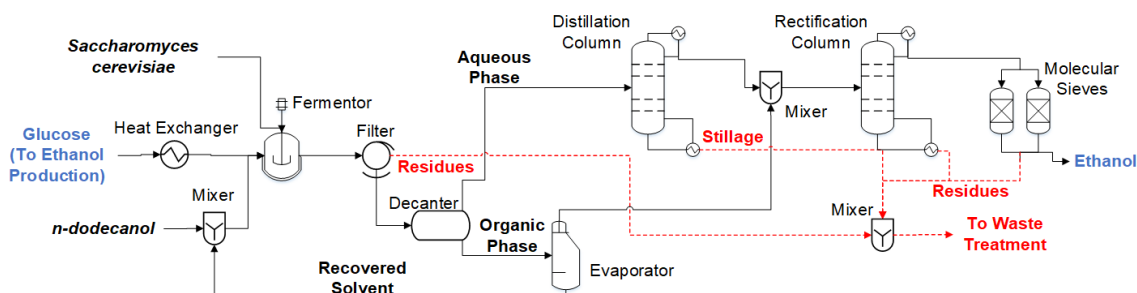 Distillation
Column
Rectification
Column
Saccharomyces
cerevisiae
Aqueous
Phase
Molecular
Sieves
Fermentor
Mixer
Glucose
(To Ethanol
Production)
Heat Exchanger
Filter
Stillage
Residues
Ethanol
Mixer
Decanter
Residues
n-dodecanol
Organic
Phase
Mixer
To Waste
Treatment
Recovered
Solvent
Evaporator